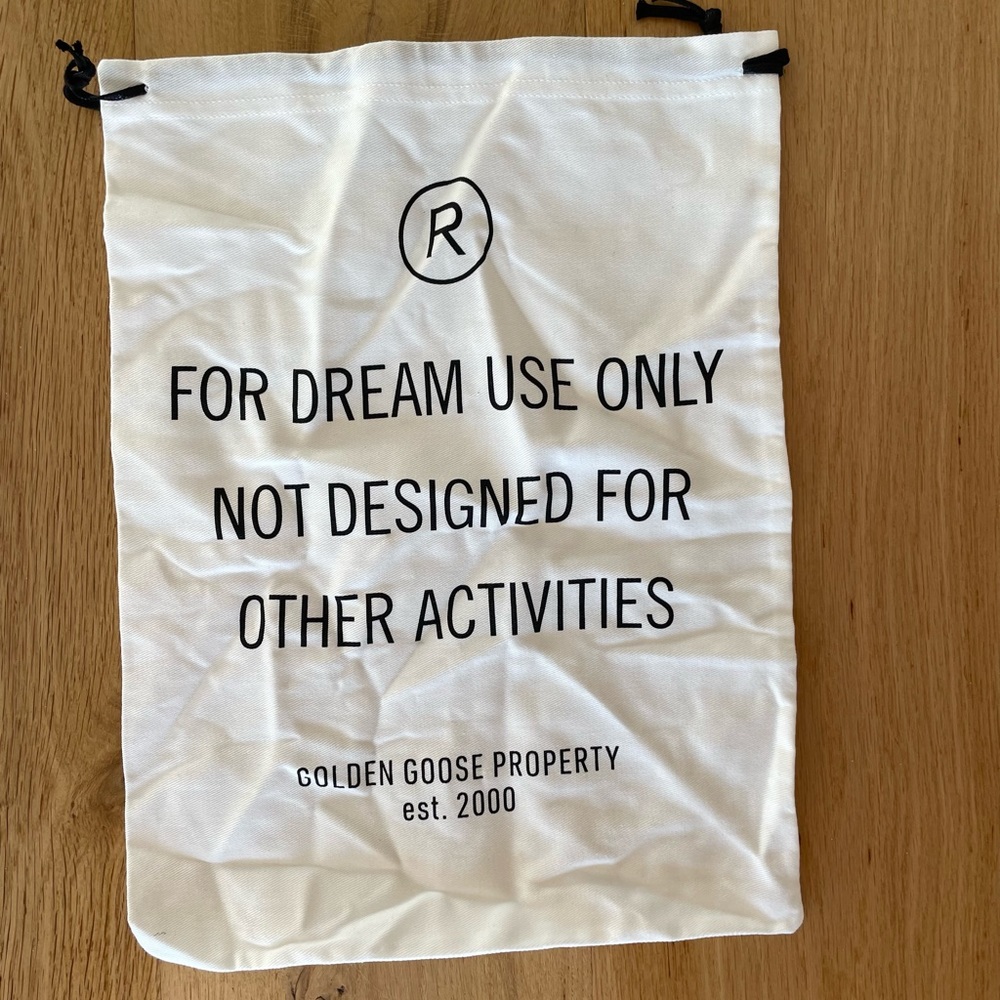 R
FOR DREAM USE ONLY
NOT DESIGNED FOR
OTHER ACTIVITIES
GOLDEN GOOSE PROPERTY
est. 2000